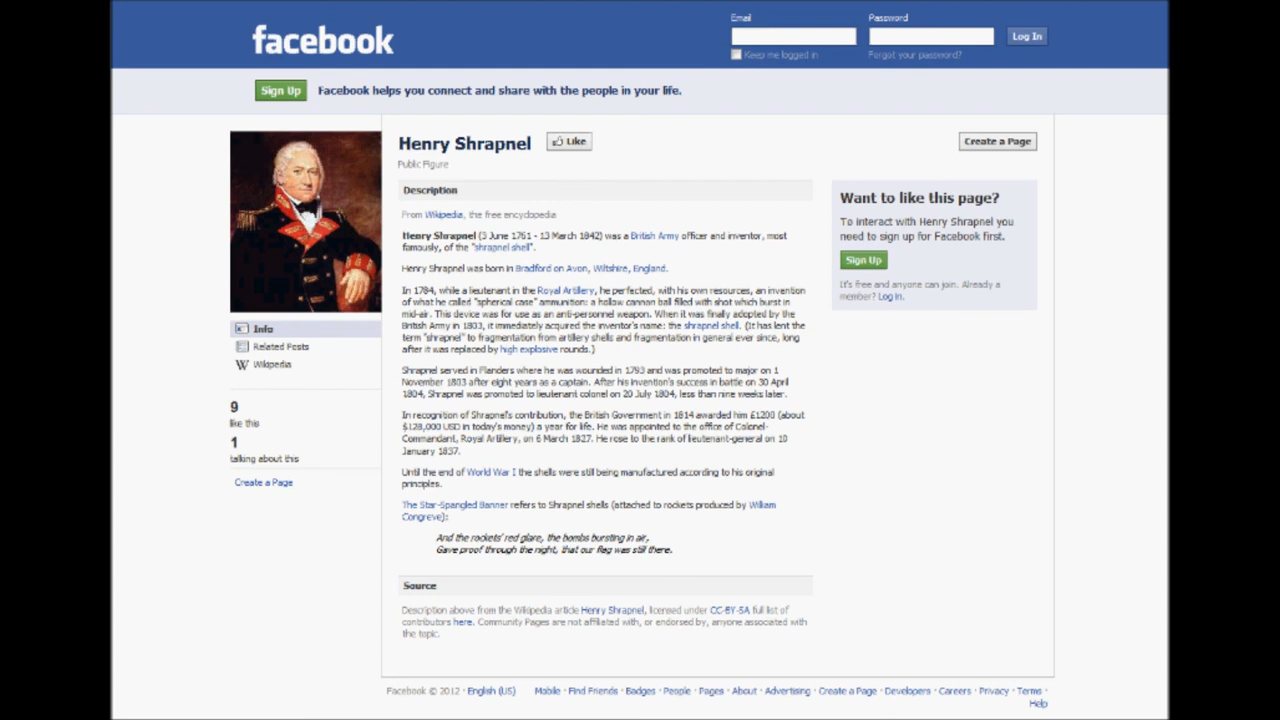 facebook
Email
Password
Log In
Keep me logged in
Forgot your password?
Sign Up
Facebook helps you connect and share with the people in your life.
Henry Shrapnel
Like
Create a Page
Public Figure
Description
From Wikipedia, the free encyclopedia
Henry Shrapnel (3 June 1761 - 13 March 1842) was a British Army officer and inventor, most
famously, of the "shrapnel shell".
Henry Shrapnel was born in Bradford on Avon, Wiltshire, England.
In 1784, while a lieutenant in the Royal Artillery, he perfected, with his own resources, an invention
of what he called "spherical case" ammunition: a hollow cannon ball filled with shot which burst in
mid-air. This device was for use as an anti-personnel weapon. When it was finally adopted by the
British Army in 1803, it immediately acquired the inventor's name: the shrapnel shell. (It has lent the
term "shrapnel" to fragmentation from artillery shells and fragmentation in general ever since, long
after it was replaced by high explosive rounds.)
Shrapnel served in Flanders where he was wounded in 1793 and was promoted to major on 1
November 1803 after eight years as a captain. After his invention's success in battle on 30 April
1804, Shrapnel was promoted to lieutenant colonel on 20 July 1804, less than nine weeks later.
In recognition of Shrapnel's contribution, the British Government in 1814 awarded him £1200 (about
$128,000 USD in today's money) a year for life. He was appointed to the office of Colonel-
Commandant, Royal Artillery, on 6 March 1827. He rose to the rank of lieutenant-general on 10
January 1837.
Until the end of World War I the shells were still being manufactured according to his original
principles.
The Star-Spangled Banner refers to Shrapnel shells (attached to rockets produced by William
Congreve):
And the rockets' red glare, the bombs bursting in air,
Gave proof through the night, that our flag was still there.
Source
Description above from the Wikipedia article Henry Shrapnel, licensed under CC-BY-SA full list of
contributors here. Community Pages are not affiliated with, or endorsed by, anyone associated with
the topic.
Info
Related Posts
Wikipedia
9
like this
1
talking about this
Create a Page
Want to like this page?
To interact with Henry Shrapnel you
need to sign up for Facebook first.
Sign Up
It's free and anyone can join. Already a
member? Log in.
Facebook © 2012 · English (US)
Mobile · Find Friends · Badges · People · Pages · About · Advertising · Create a Page · Developers · Careers · Privacy · Terms ·
Help